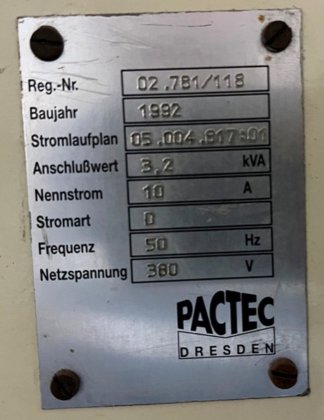 Reg.-Nr. 02.781/118
Baujahr 1992
Stromlaufplan 05.004.817:01
Anschlußwert 3,2 kVA
Nennstrom 10 A
Stromart D
Frequenz 50 Hz
Netzspannung 380 V
PACTEC
DRESDEN